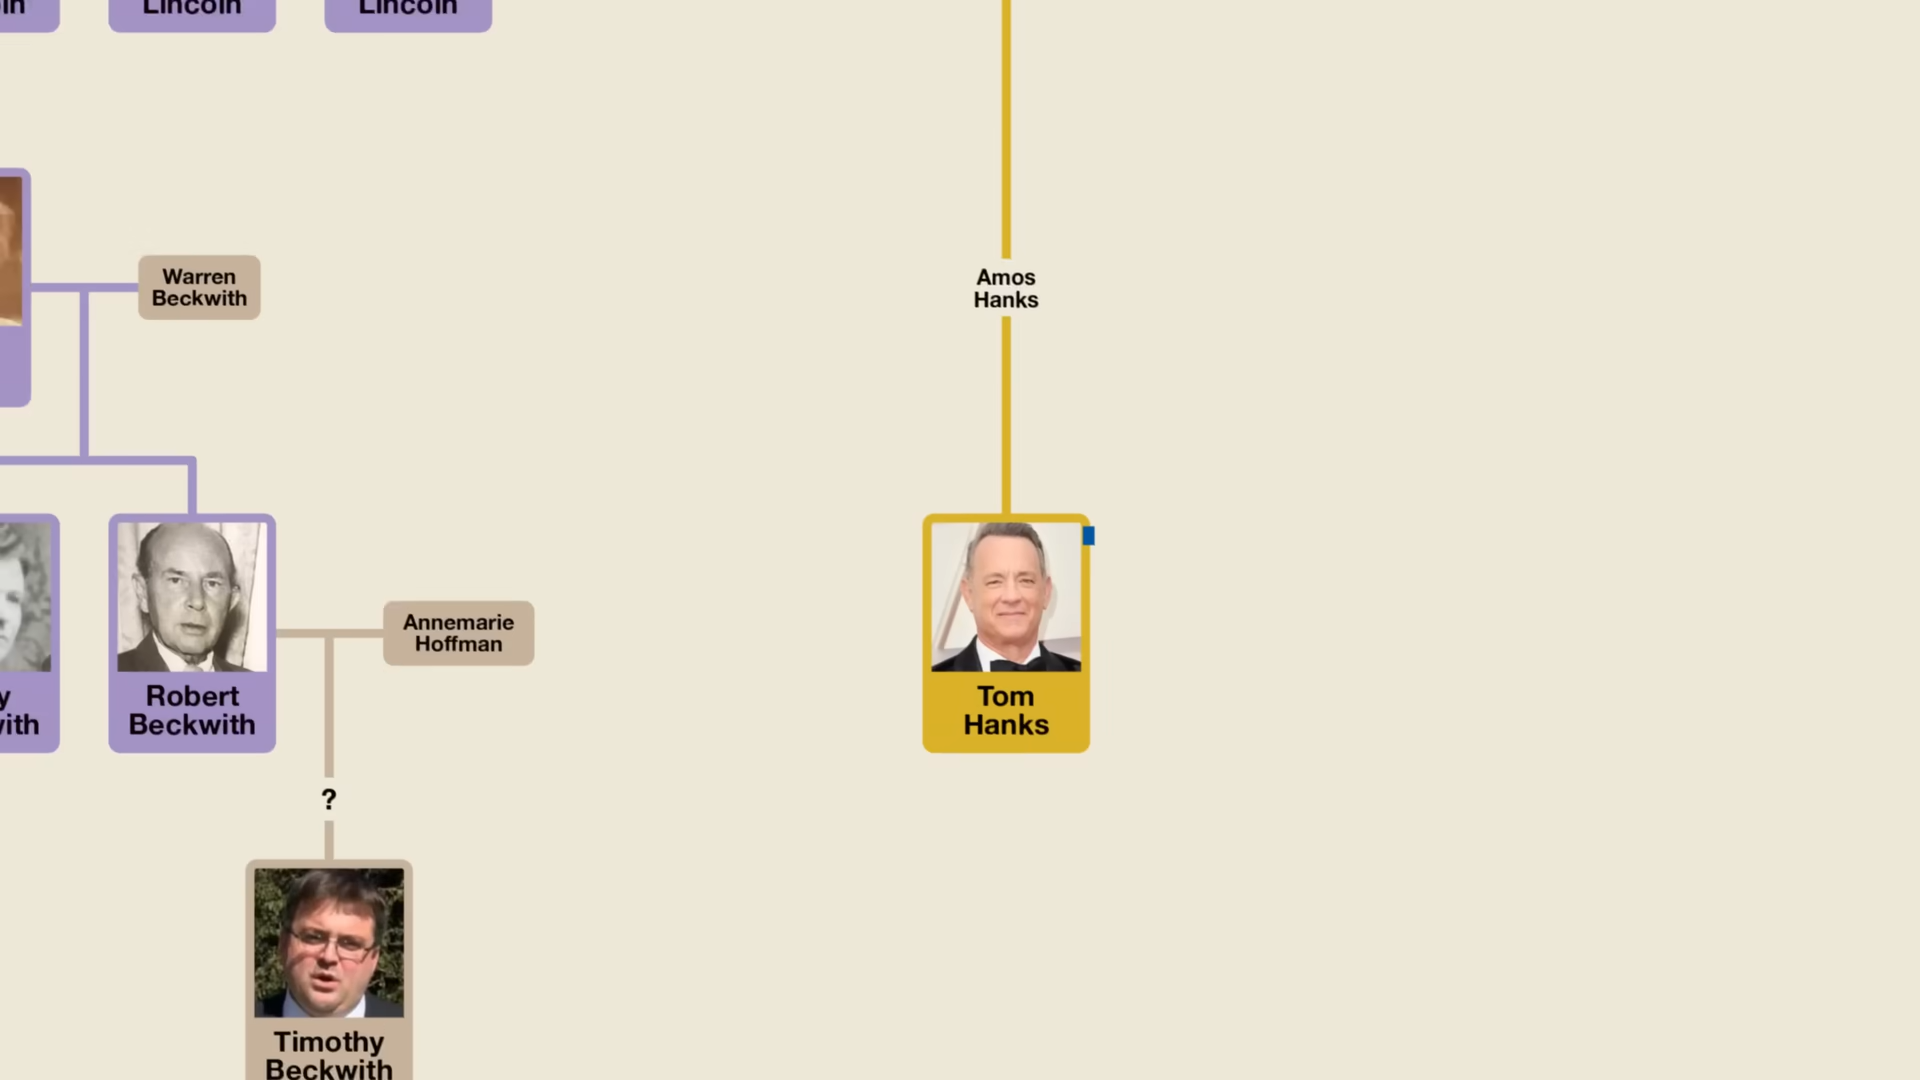 Lincoln
Lincoln
Warren
Beckwith
Amos
Hanks
Robert
Beckwith
Annemarie
Hoffman
Tom
Hanks
?
Timothy
Beckwith